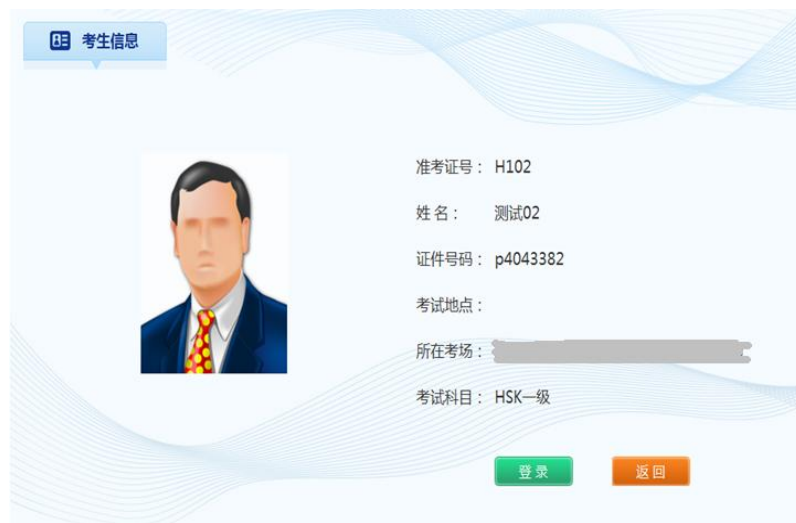 考生信息
准考证号： H102
姓 名： 测试02
证件号码： p4043382
考试地点：
所在考场：
考试科目： HSK一级
登 录 返 回